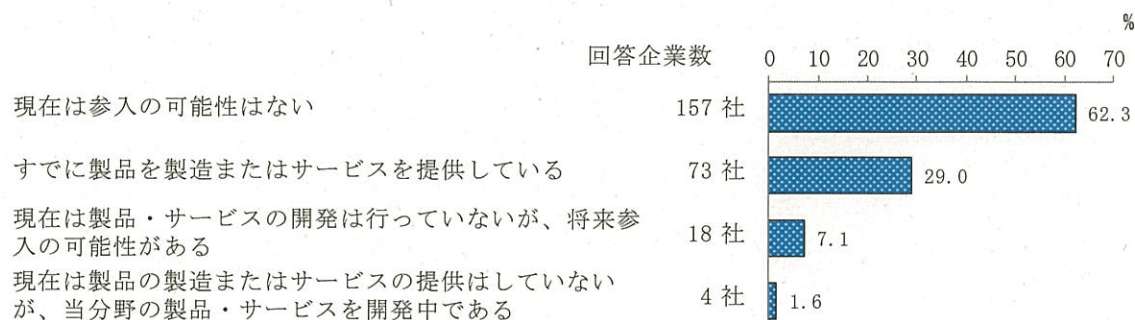 %
回答企業数 0 10 20 30 40 50 60 70
現在は参入の可能性はない 157 社 62.3
すでに製品を製造またはサービスを提供している 73 社 29.0
現在は製品・サービスの開発は行っていないが、将来参
入の可能性がある 18 社 7.1
現在は製品の製造またはサービスの提供はしていない
が、当分野の製品・サービスを開発中である 4 社 1.6